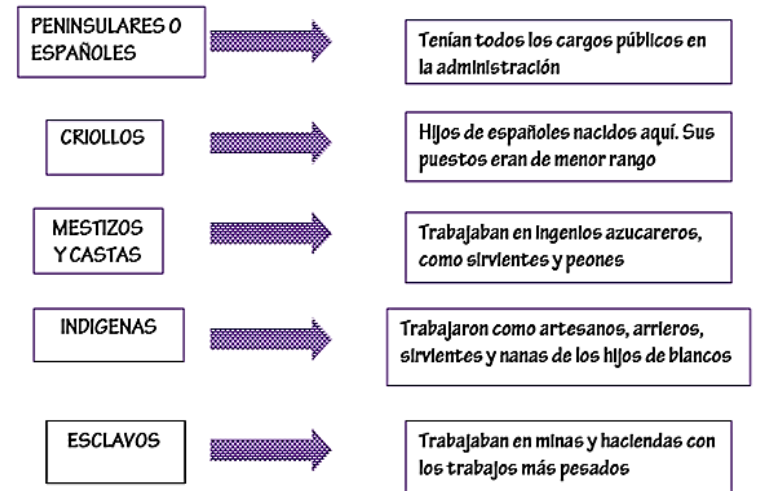 PENINSULARES O
ESPAÑOLES
Tenían todos los cargos públicos en
la administración
CRIOLLOS
Hijos de españoles nacidos aquí. Sus
puestos eran de menor rango
MESTIZOS
Y CASTAS
Trabajaban en ingenios azucareros,
como sirvientes y peones
INDIGENAS
Trabajaron como artesanos, arrieros,
sirvientes y nanas de los hijos de blancos
ESCLAVOS
Trabajaban en minas y haciendas con
los trabajos más pesados